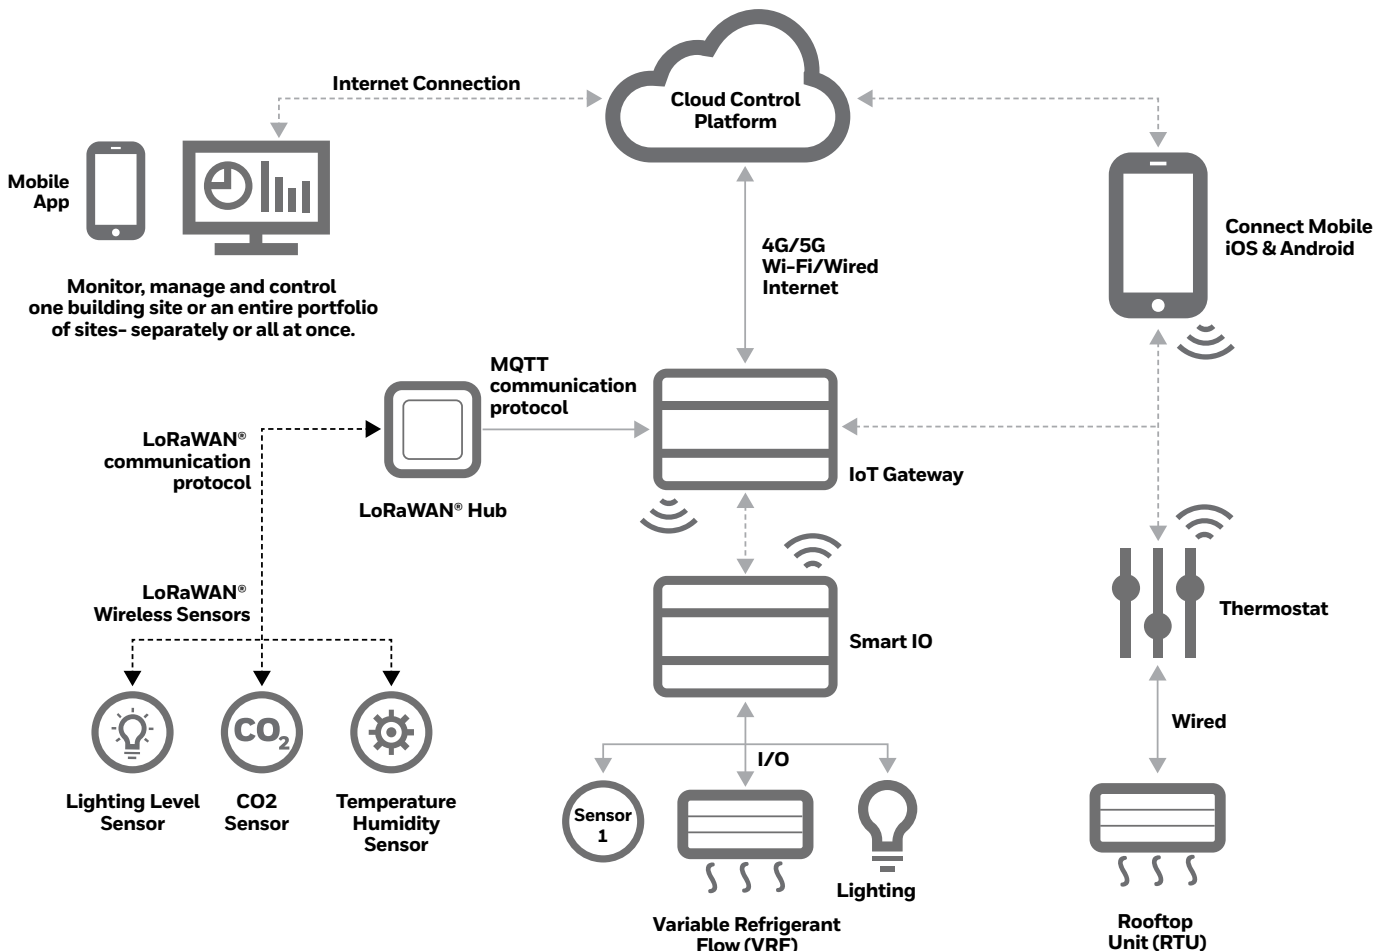 Internet Connection
Cloud Control
Platform
Mobile
App
Monitor, manage and control
one building site or an entire portfolio
of sites- separately or all at once.
4G/5G
Wi-Fi/Wired
Internet
Connect Mobile
iOS & Android
MQTT
communication
protocol
LoRaWAN®
communication
protocol
LoRaWAN® Hub
IoT Gateway
LoRaWAN®
Wireless Sensors
Smart IO
Thermostat
CO2
Wired
I/O
Lighting Level
Sensor
CO2
Sensor
Temperature
Humidity
Sensor
Sensor
1
Lighting
Variable Refrigerant
Flow (VRF)
Rooftop
Unit (RTU)